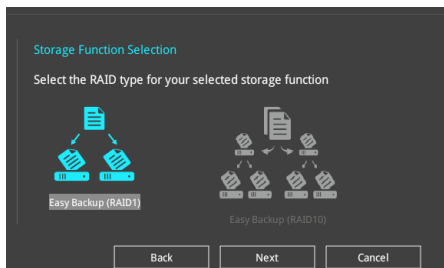 Storage Function Selection
Select the RAID type for your selected storage function
Easy Backup (RAID1)
Easy Backup (RAID10)
Back
Next
Cancel